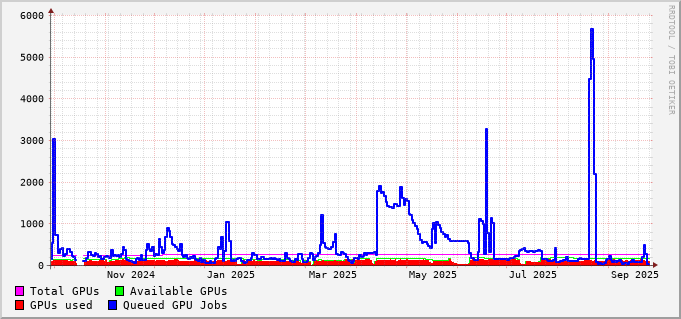 6000
5000
4000
3000
2000
1000
0
Nov 2024 Jan 2025 Mar 2025 May 2025 Jul 2025 Sep 2025
Total GPUs Available GPUs
GPUs used Queued GPU Jobs
RRDTOOL / TOBI OETIKER